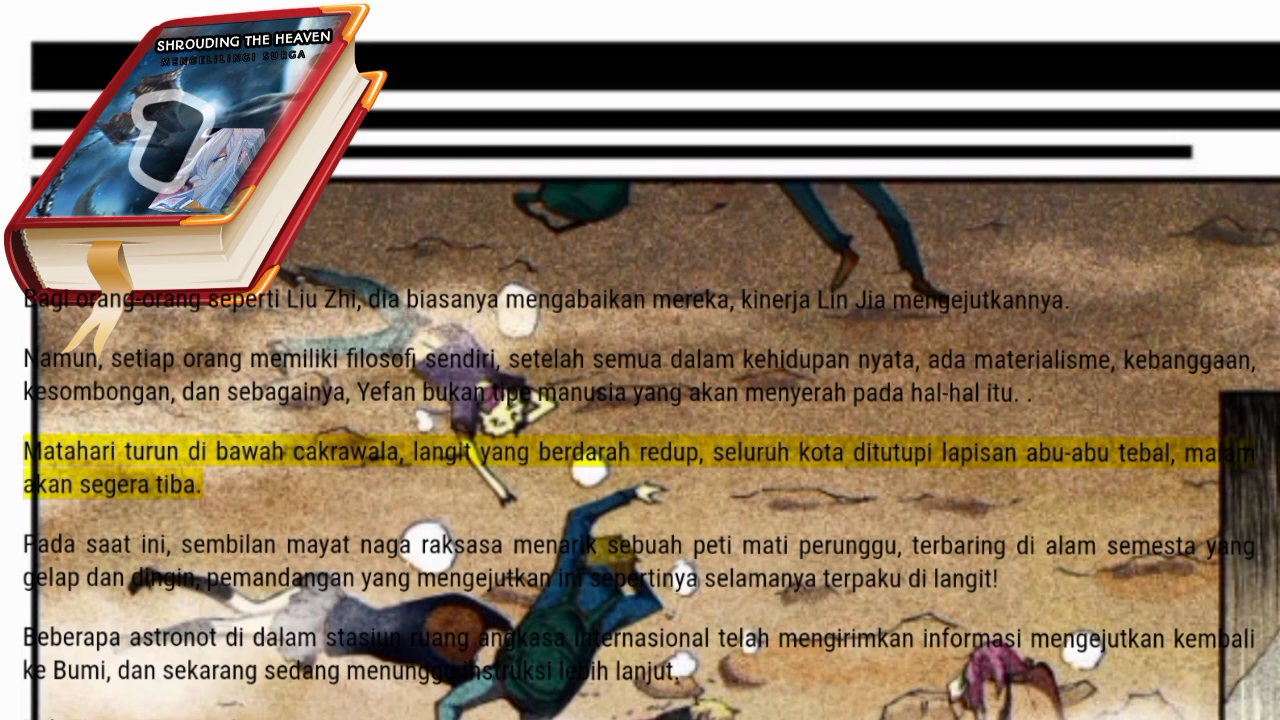 SHROUDING THE HEAVEN
MENGELILINGI SURGA
Bagi orang-orang seperti Liu Zhi, dia biasanya mengabaikan mereka, kinerja Lin Jia mengejutkannya.
Namun, setiap orang memiliki filosofi sendiri, setelah semua dalam kehidupan nyata, ada materialisme, kebanggaan,
kesombongan, dan sebagainya, Yefan bukan tipe manusia yang akan menyerah pada hal-hal itu. .
Matahari turun di bawah cakrawala, langit yang berdarah redup, seluruh kota ditutupi lapisan abu-abu tebal, malam
akan segera tiba.
Pada saat ini, sembilan mayat naga raksasa menarik sebuah peti mati perunggu, terbaring di alam semesta yang
gelap dan dingin, pemandangan yang mengejutkan ini sepertinya selamanya terpaku di langit!
Beberapa astronot di dalam stasiun ruang angkasa internasional telah mengirimkan informasi mengejutkan kembali
ke Bumi, dan sekarang sedang menunggu instruksi lebih lanjut.